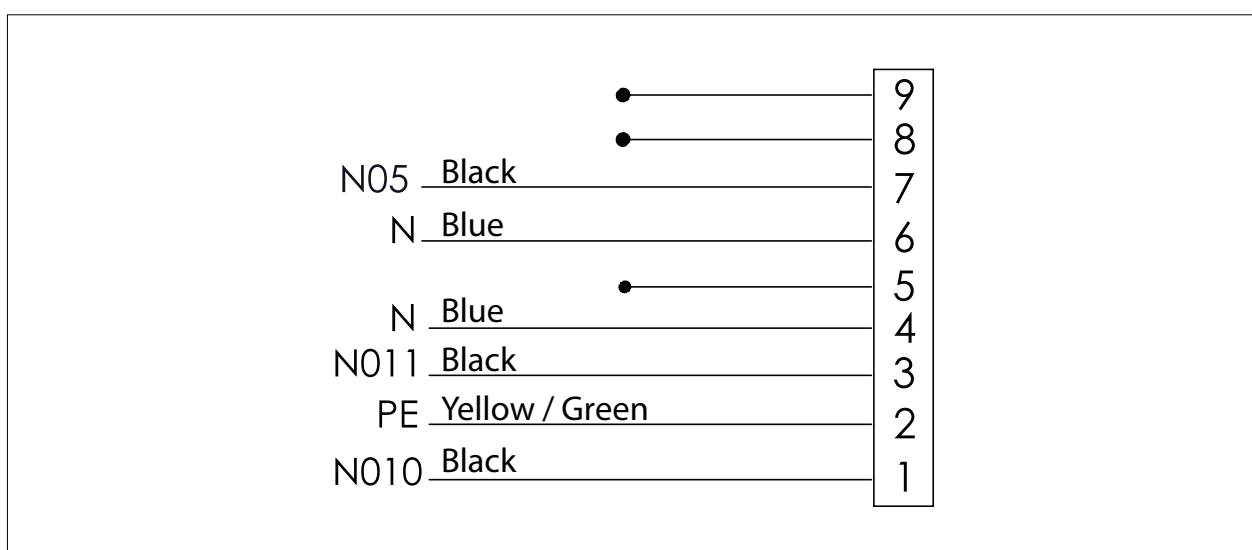 9
8
N05 Black 7
N Blue 6
5
N Blue 4
N011 Black 3
PE Yellow / Green 2
N010 Black 1